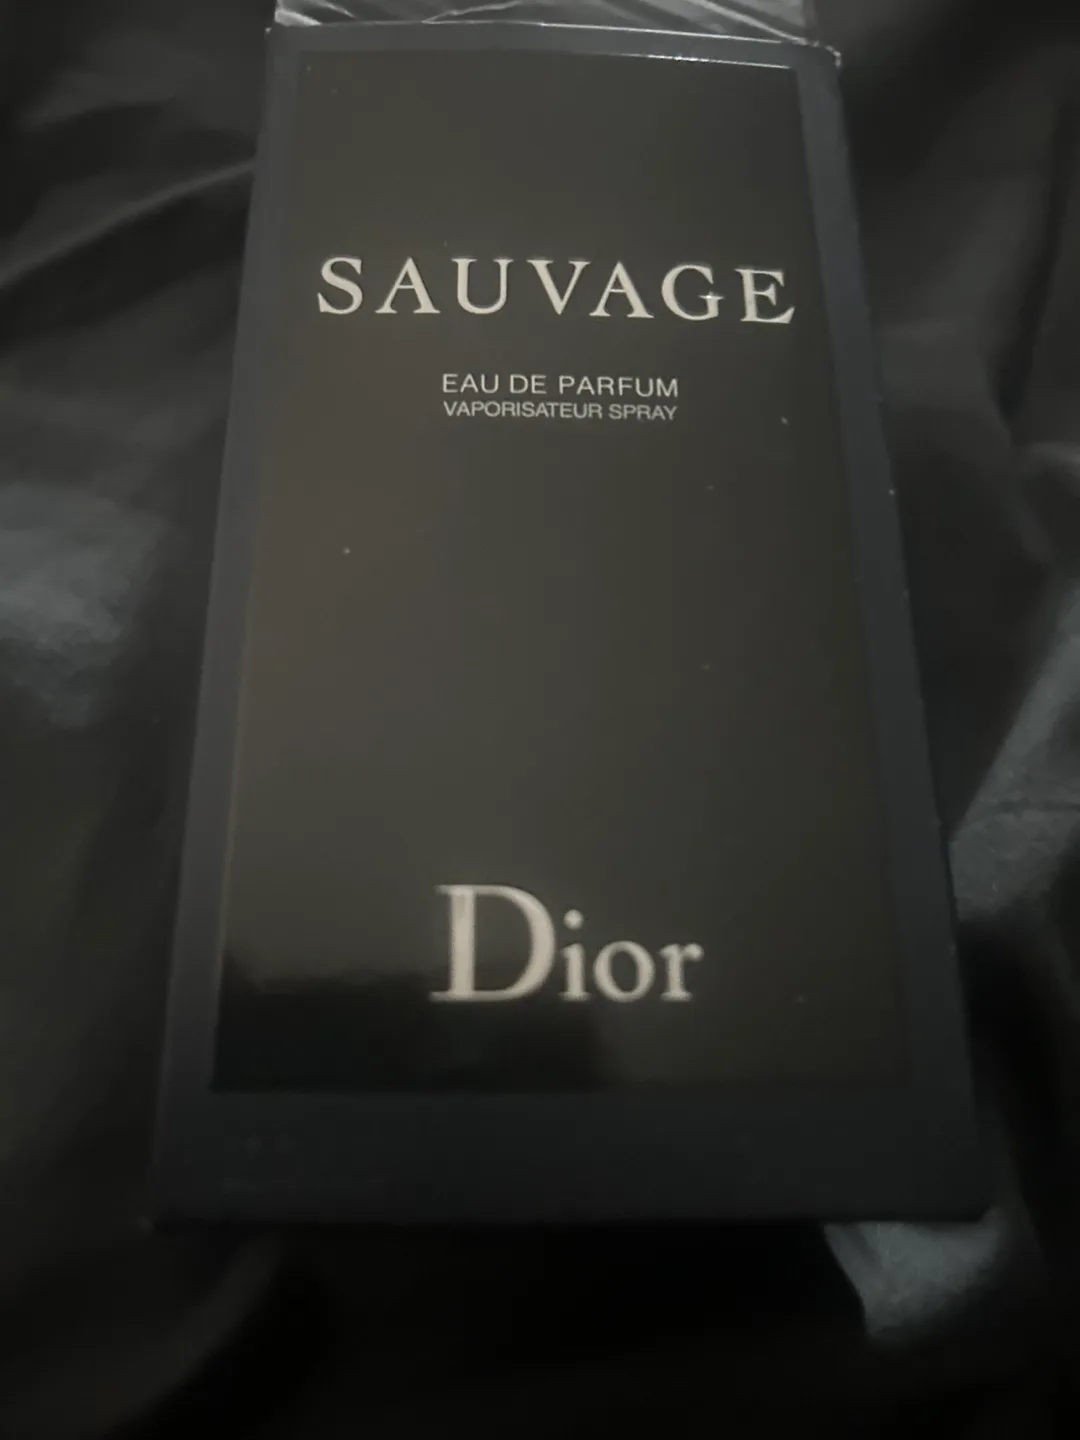 SAUVAGE
EAU DE PARFUM
VAPORISATEUR SPRAY
Dior